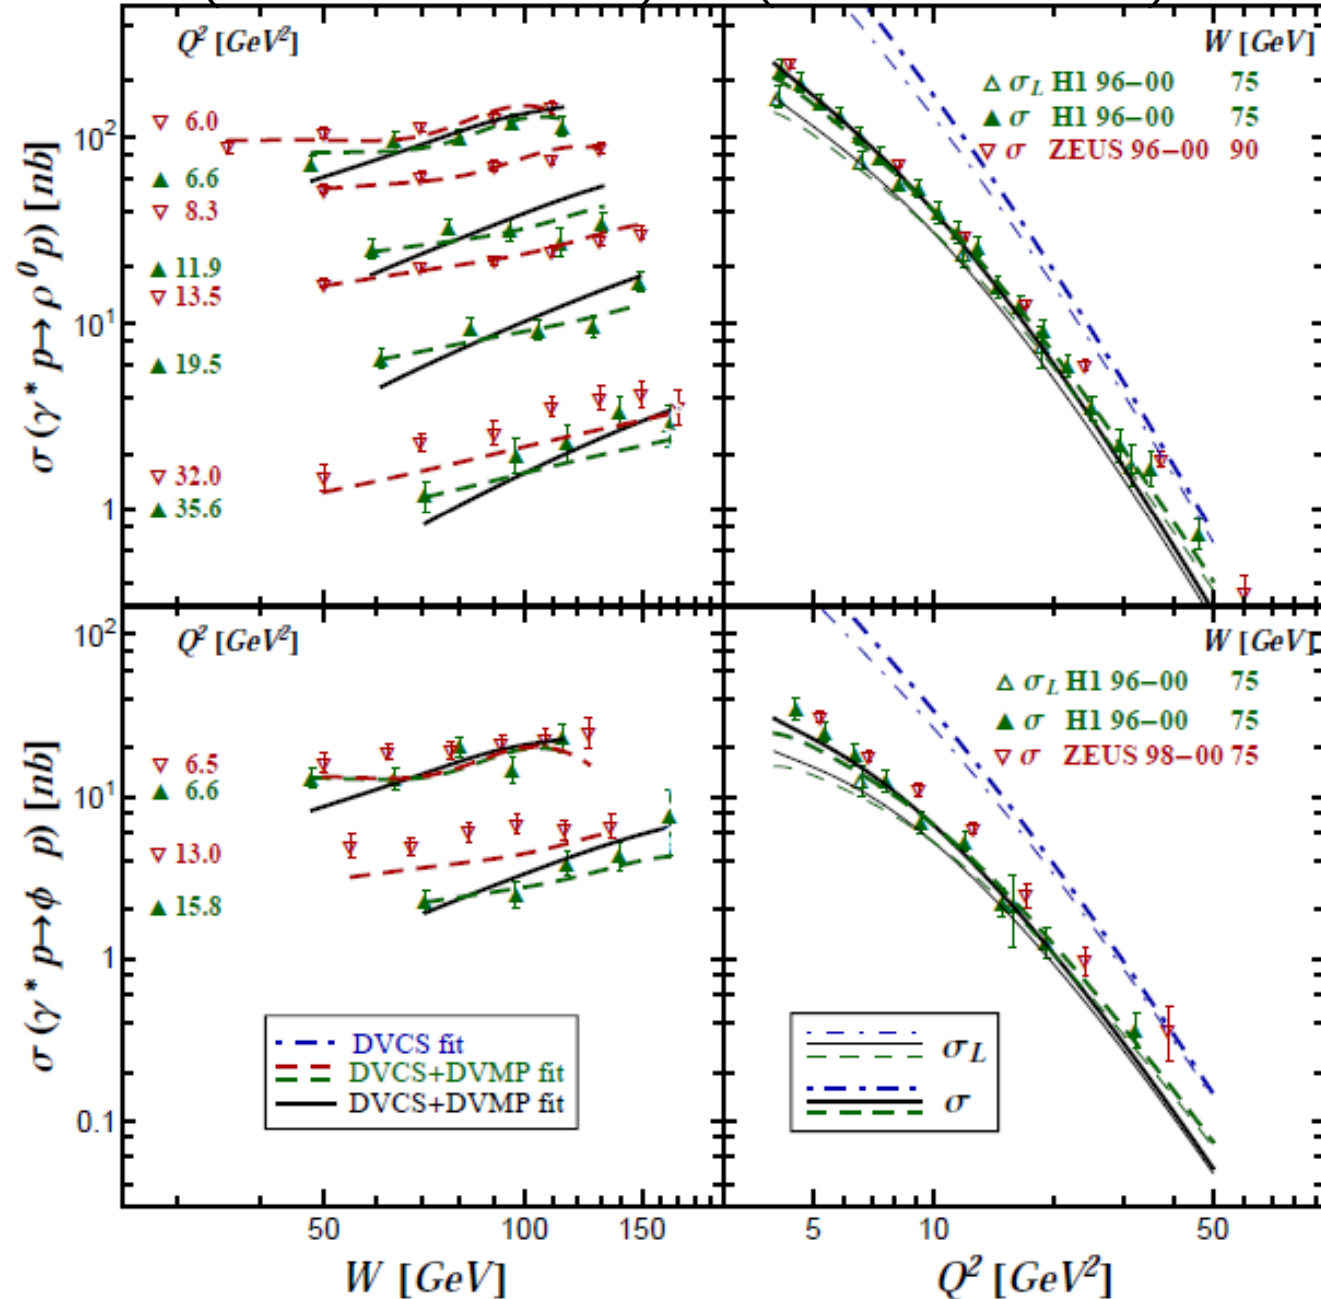 Q² [GeV²]
W [GeV]
σ_L H1 96–00 75
σ H1 96–00 75
σ ZEUS 96–00 90
6.0
6.6
8.3
11.9
13.5
19.5
32.0
35.6
10²
10¹
1
σ (γ* p→ ρ⁰ p) [nb]
Q² [GeV²]
W [GeV]
σ_L H1 96–00 75
σ H1 96–00 75
σ ZEUS 98–00 75
6.5
6.6
13.0
15.8
10²
10¹
1
0.1
σ (γ* p→ϕ p) [nb]
DVCS fit
DVCS+DVMP fit
DVCS+DVMP fit
σ_L
σ
50 100 150
5 10 50
W [GeV]
Q² [GeV²]